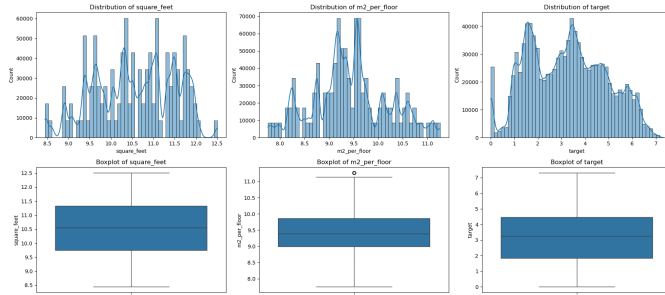 Distribution of square_feet
Distribution of m2_per_floor
Distribution of target
Count
70000
60000
50000
40000
30000
20000
10000
0
8.5 9.0 9.5 10.0 10.5 11.0 11.5 12.0 12.5
square_feet
Count
70000
60000
50000
40000
30000
20000
10000
0
8.0 8.5 9.0 9.5 10.0 10.5 11.0
m2_per_floor
Count
40000
30000
20000
10000
0
0 1 2 3 4 5 6 7
target
Boxplot of square_feet
Boxplot of m2_per_floor
Boxplot of target
square_feet
12.5
12.0
11.5
11.0
10.5
10.0
9.5
9.0
8.5
m2_per_floor
11.0
10.5
10.0
9.5
9.0
8.5
8.0
target
7
6
5
4
3
2
1
0